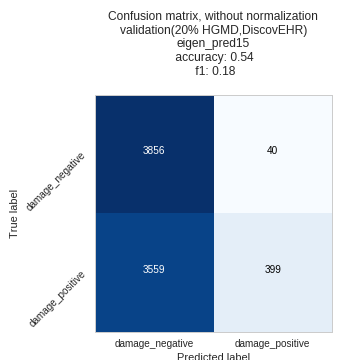 Confusion matrix, without normalization
validation(20% HGMD,DiscovEHR)
eigen_pred15
accuracy: 0.54
f1: 0.18
True label
damage_negative
3856
40
damage_positive
3559
399
damage_negative
damage_positive
Predicted label